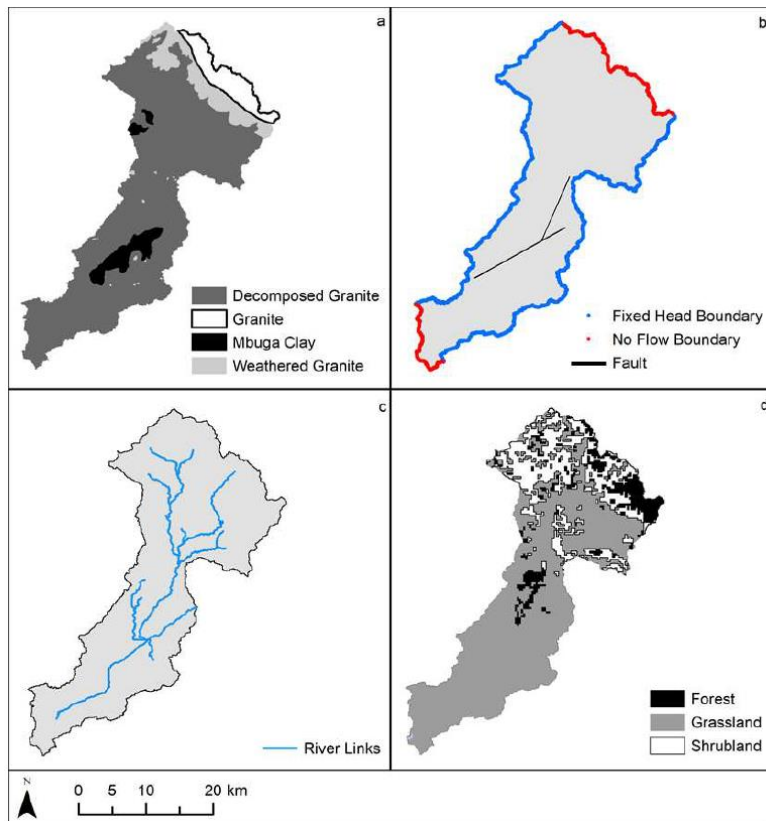 a
Decomposed Granite
Granite
Mbuga Clay
Weathered Granite
b
Fixed Head Boundary
No Flow Boundary
Fault
c
River Links
d
Forest
Grassland
Shrubland
N
0 5 10 20 km